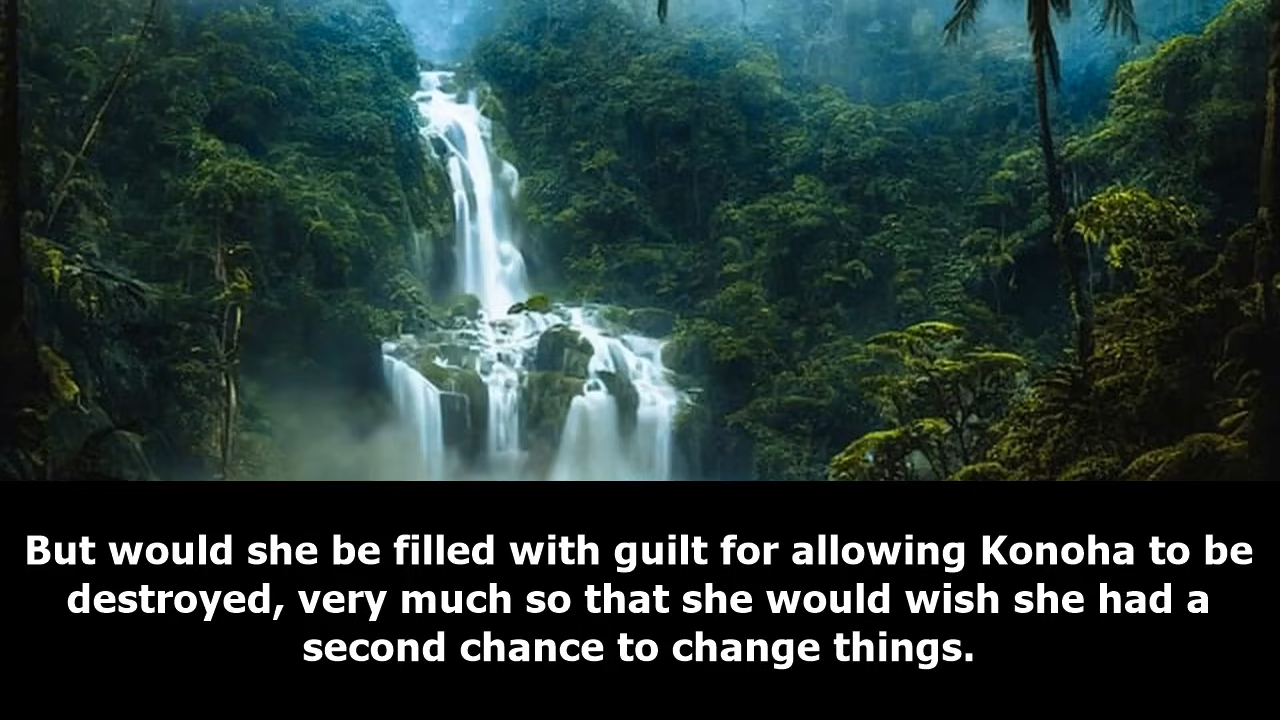 But would she be filled with guilt for allowing Konoha to be
destroyed, very much so that she would wish she had a
second chance to change things.